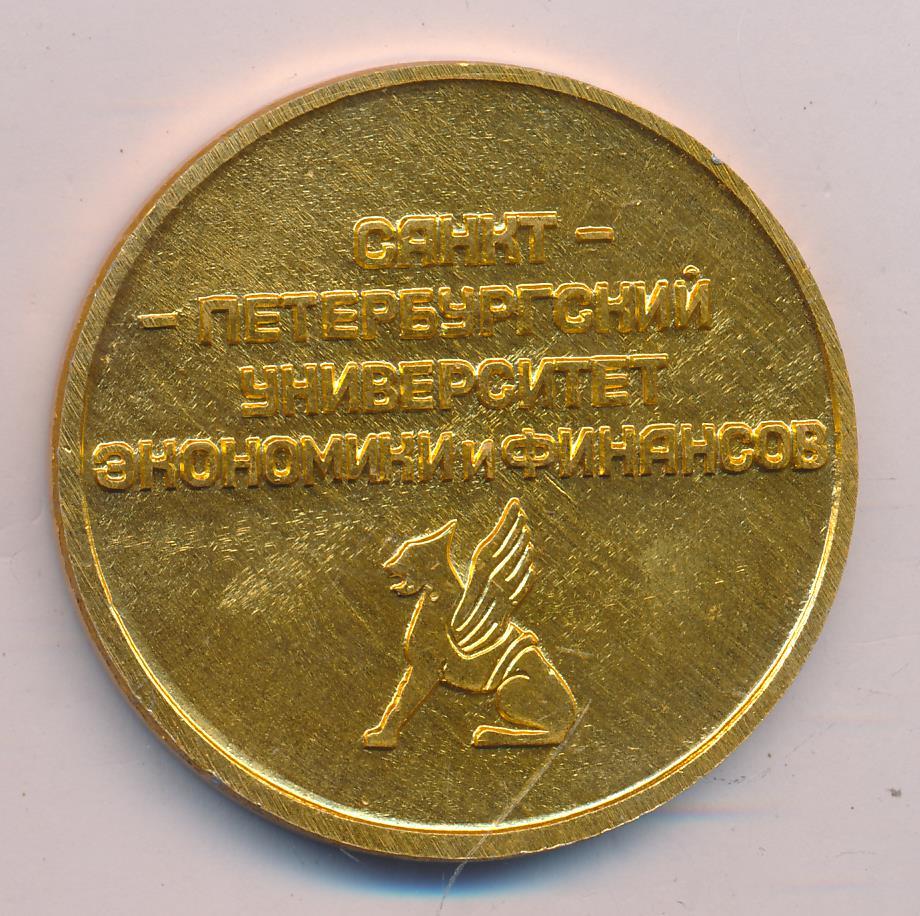 САНКТ -
- ПЕТЕРБУРГСКИЙ
УНИВЕРСИТЕТ
ЭКОНОМИКИ и ФИНАНСОВ